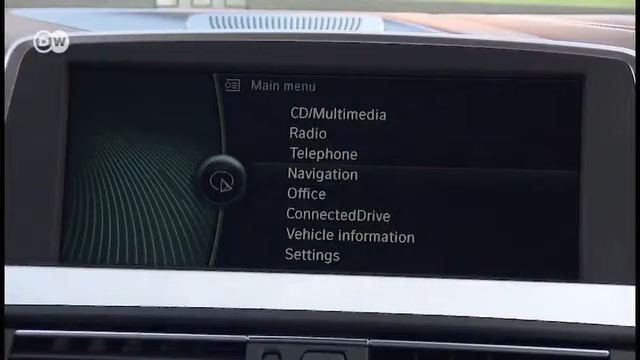 DW
Main menu
CD/Multimedia
Radio
Telephone
Navigation
Office
ConnectedDrive
Vehicle information
Settings